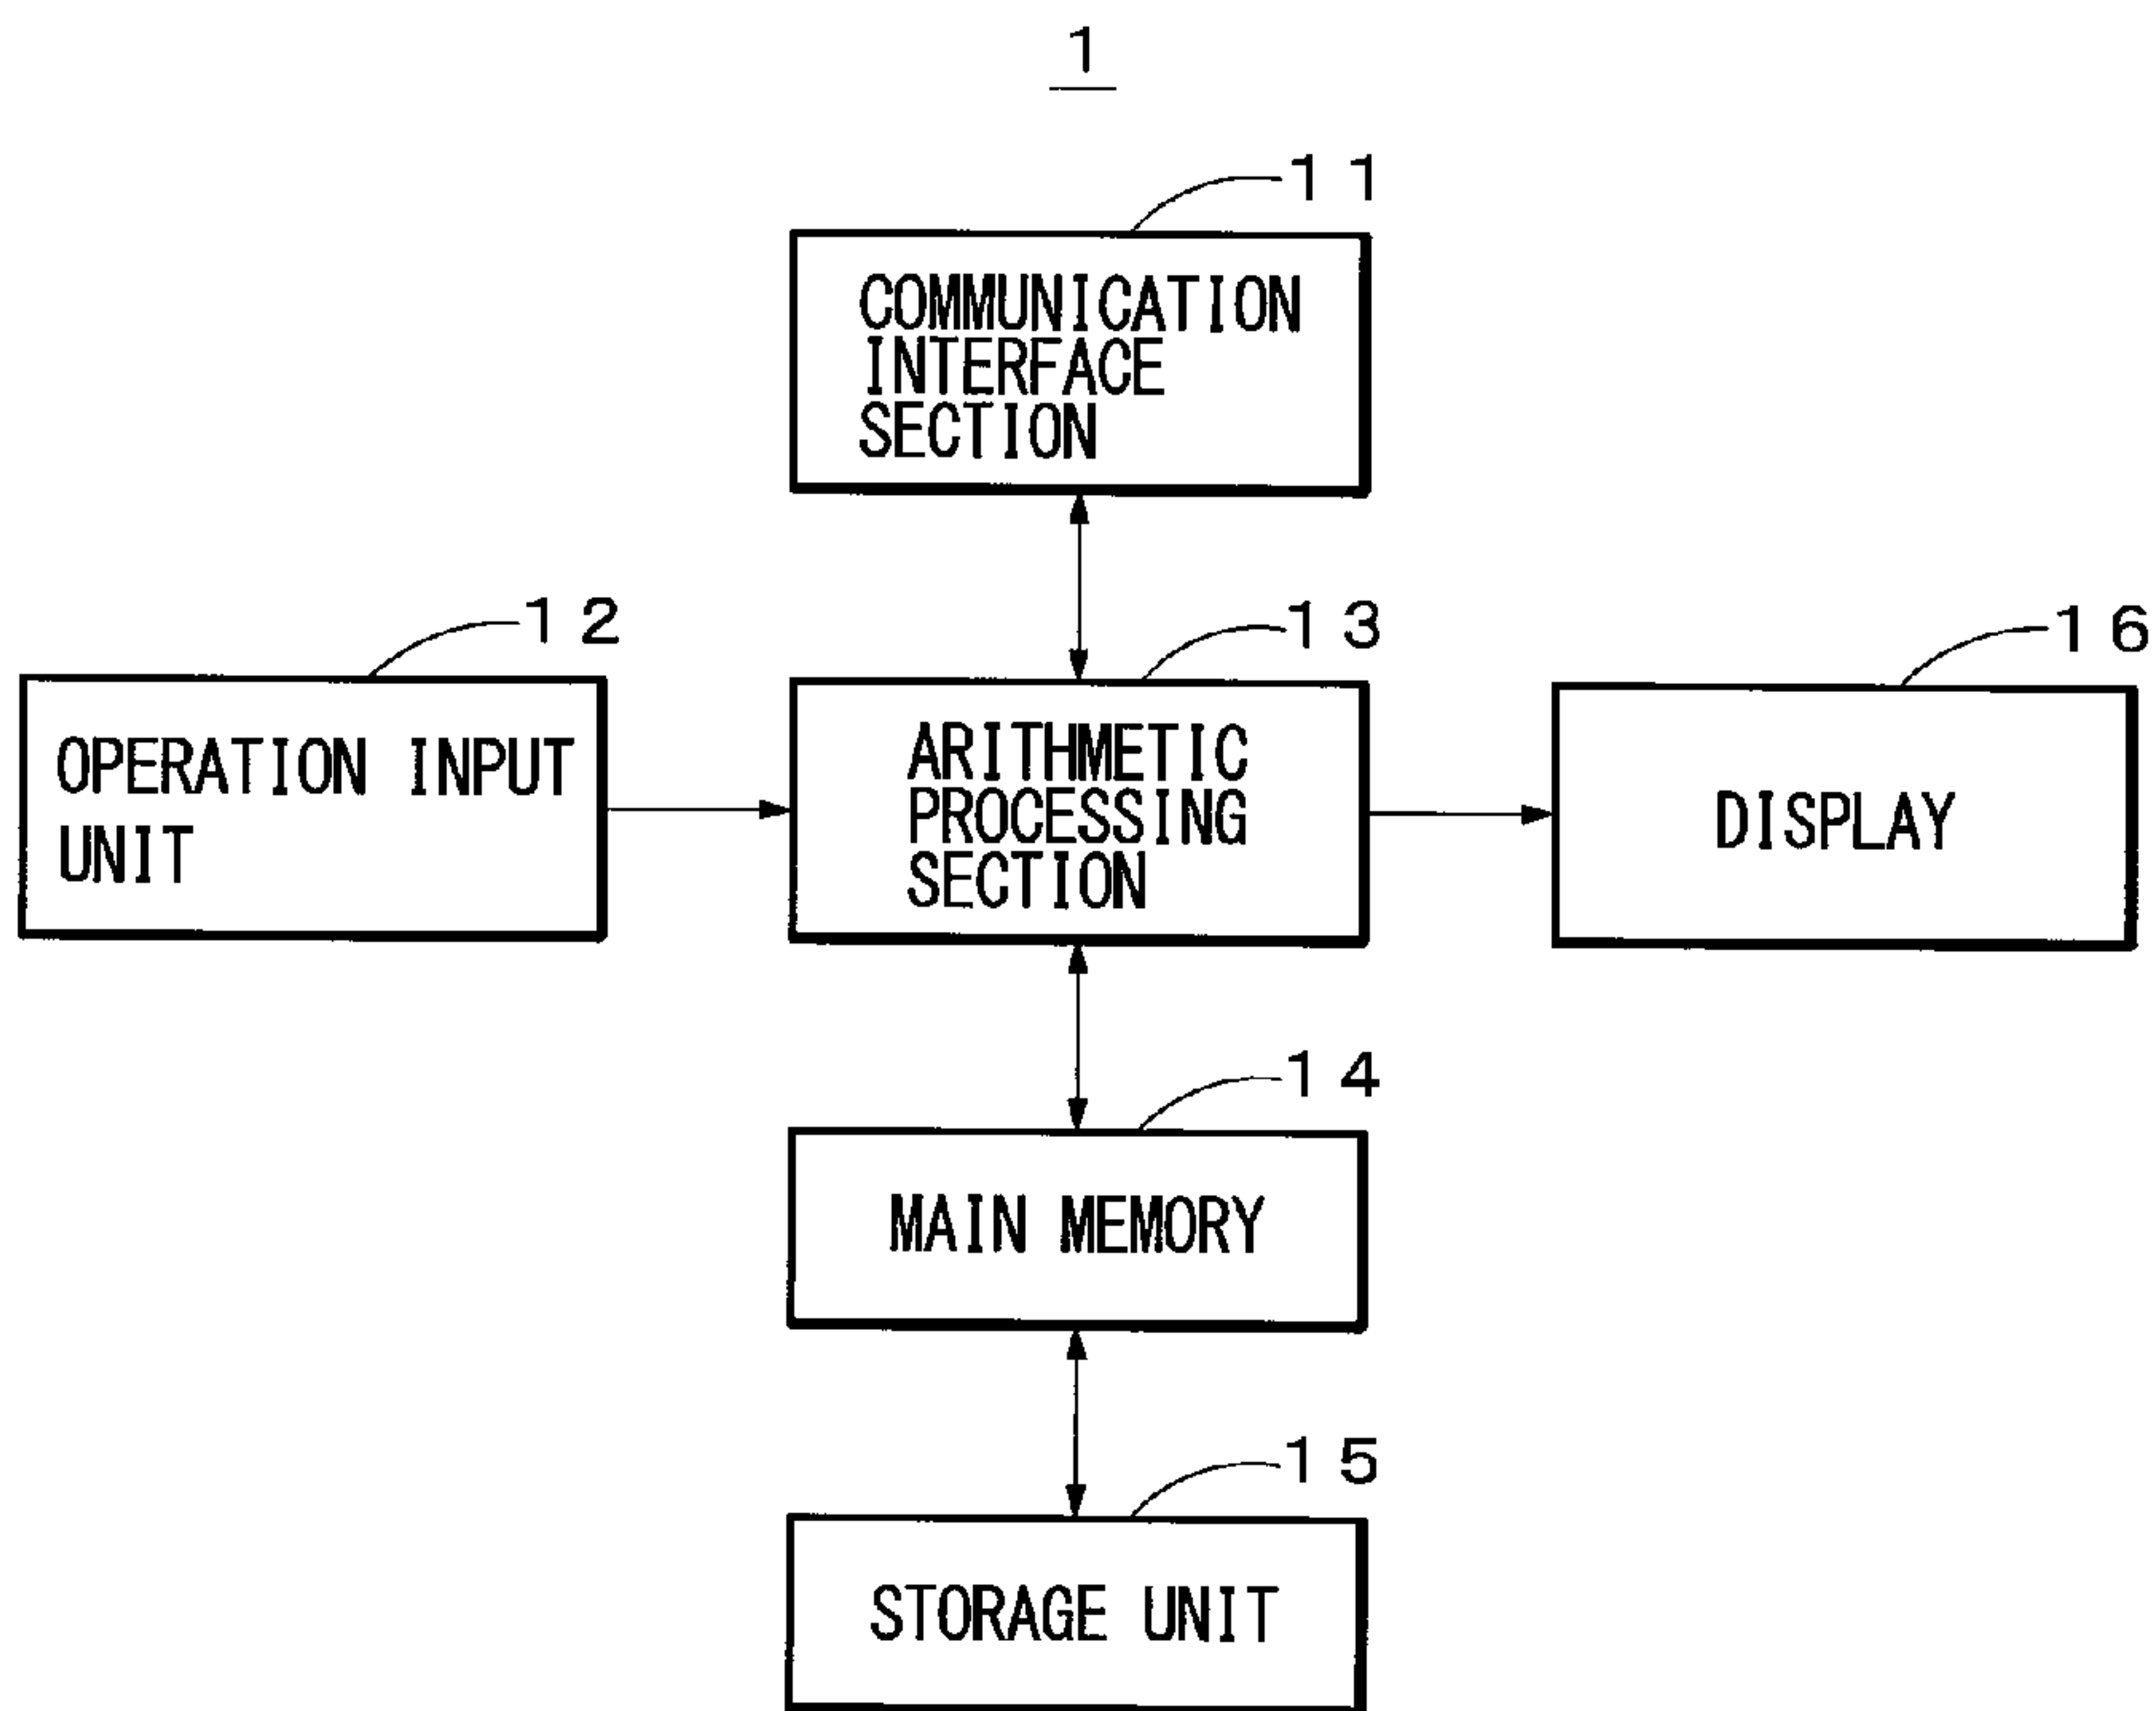 1
11
COMMUNICATION
INTERFACE
SECTION
12
13
16
OPERATION INPUT
UNIT
ARITHMETIC
PROCESSING
SECTION
DISPLAY
14
MAIN MEMORY
15
STORAGE UNIT